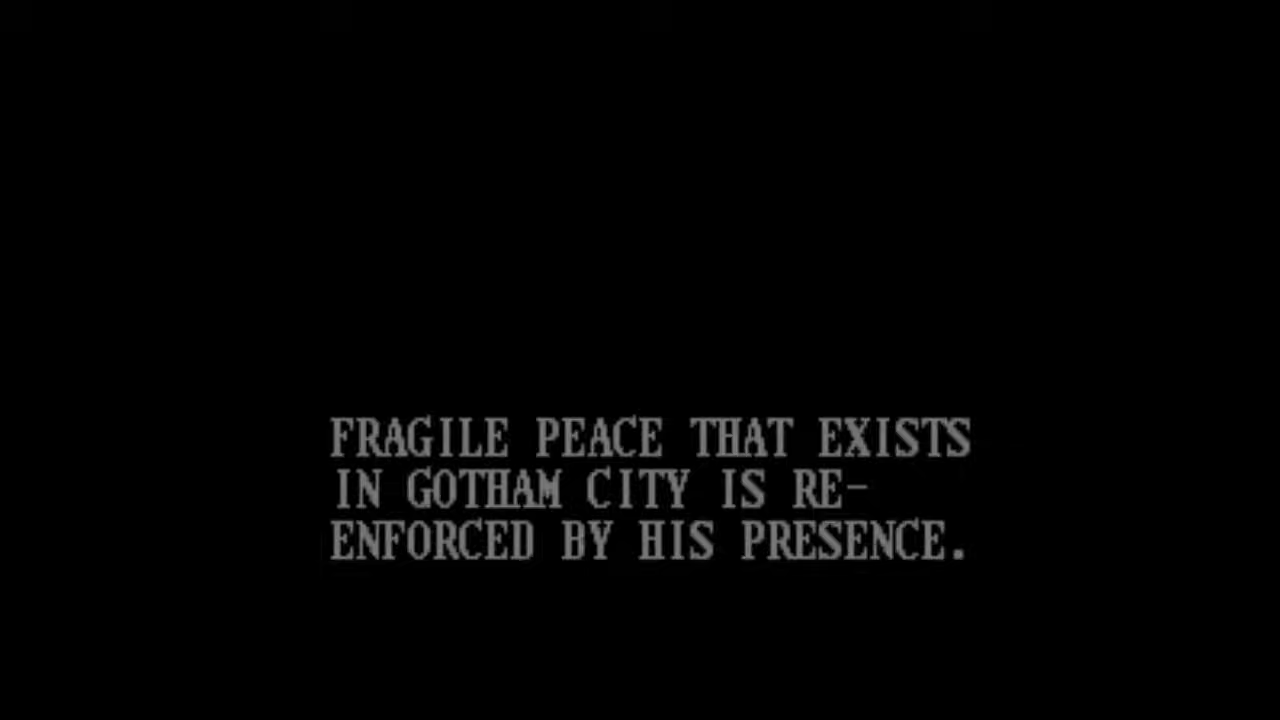 FRAGILE PEACE THAT EXISTS
IN GOTHAM CITY IS RE-
ENFORCED BY HIS PRESENCE.